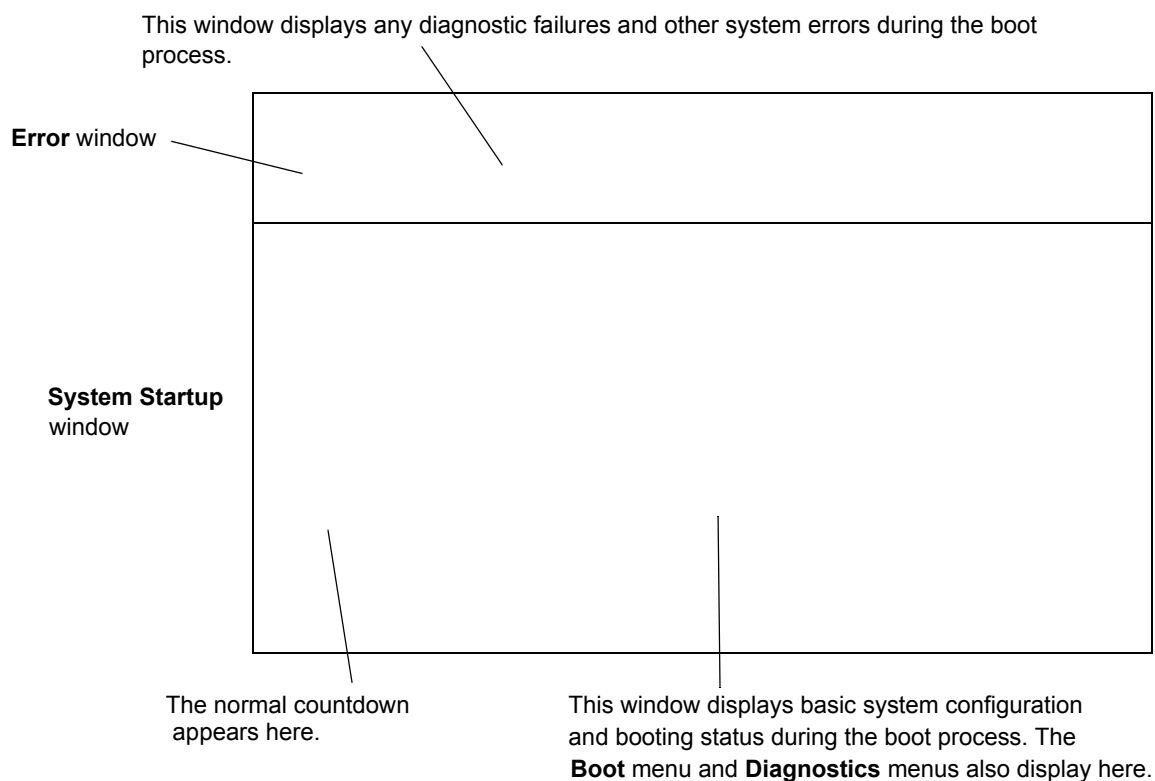 This window displays any diagnostic failures and other system errors during the boot
process.
Error window
System Startup
window
The normal countdown
appears here.
This window displays basic system configuration
and booting status during the boot process. The
Boot menu and Diagnostics menus also display here.